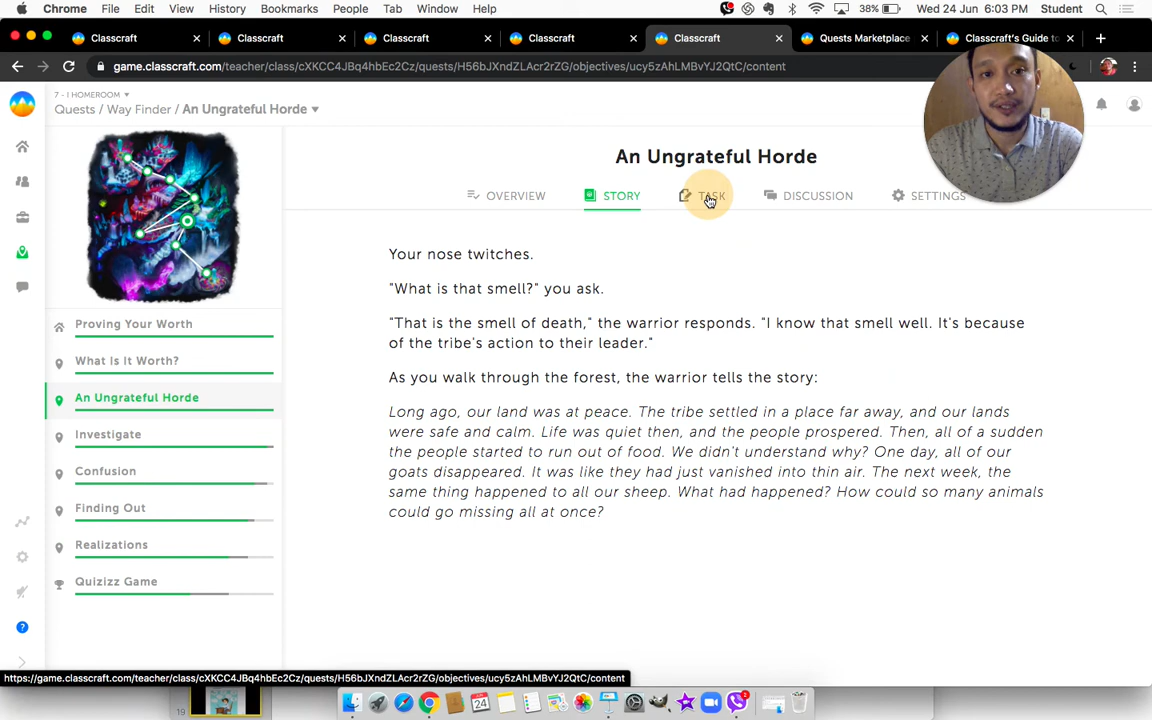 Chrome File Edit View History Bookmarks People Tab Window Help 38% Wed 24 Jun 6:03 PM Student
Classcraft Classcraft Classcraft Classcraft Classcraft Quests Marketplace Classcraft's Guide to
game.classcraft.com/teacher/class/cXKCC4JBq4hbEc2Cz/quests/H56bJXndZLAcr2rZG/objectives/ucy5zAhLMBvYJ2QtC/content
7 - I HOMEROOM
Quests / Way Finder / An Ungrateful Horde
An Ungrateful Horde
OVERVIEW STORY TASK DISCUSSION SETTINGS
Your nose twitches.
"What is that smell?" you ask.
"That is the smell of death," the warrior responds. "I know that smell well. It's because
of the tribe's action to their leader."
As you walk through the forest, the warrior tells the story:
Long ago, our land was at peace. The tribe settled in a place far away, and our lands
were safe and calm. Life was quiet then, and the people prospered. Then, all of a sudden
the people started to run out of food. We didn't understand why? One day, all of our
goats disappeared. It was like they had just vanished into thin air. The next week, the
same thing happened to all our sheep. What had happened? How could so many animals
could go missing all at once?
Proving Your Worth
What Is It Worth?
An Ungrateful Horde
Investigate
Confusion
Finding Out
Realizations
Quizizz Game
https://game.classcraft.com/teacher/class/cXKCC4JBq4hbEc2Cz/quests/H56bJXndZLAcr2rZG/objectives/ucy5zAhLMBvYJ2QtC/content
24
2
19